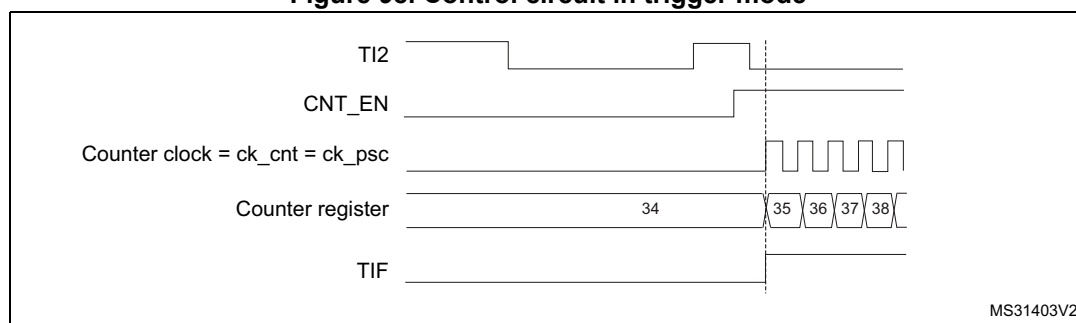 Figure 98. Control circuit in trigger mode
TI2
CNT_EN
Counter clock = ck_cnt = ck_psc
Counter register
34
35
36
37
38
TIF
MS31403V2